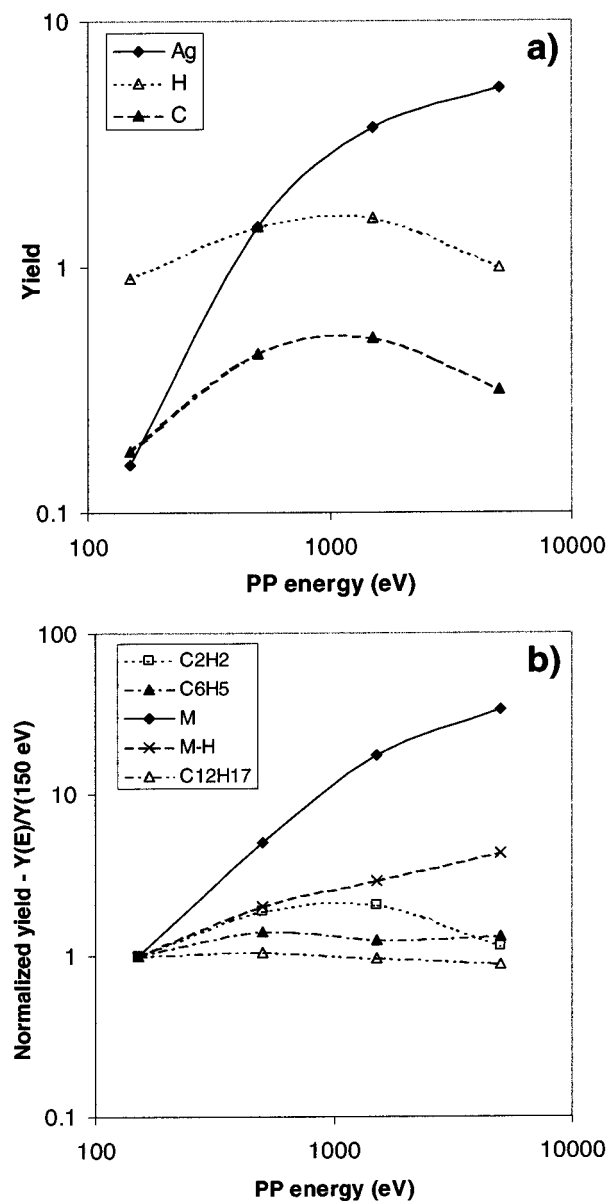 10
a)
Ag
H
C
1
0.1
Yield
100
1000
10000
PP energy (eV)
100
b)
C2H2
C6H5
M
M-H
C12H17
10
1
0.1
Normalized yield - Y(E)/Y(150 eV)
100
1000
10000
PP energy (eV)